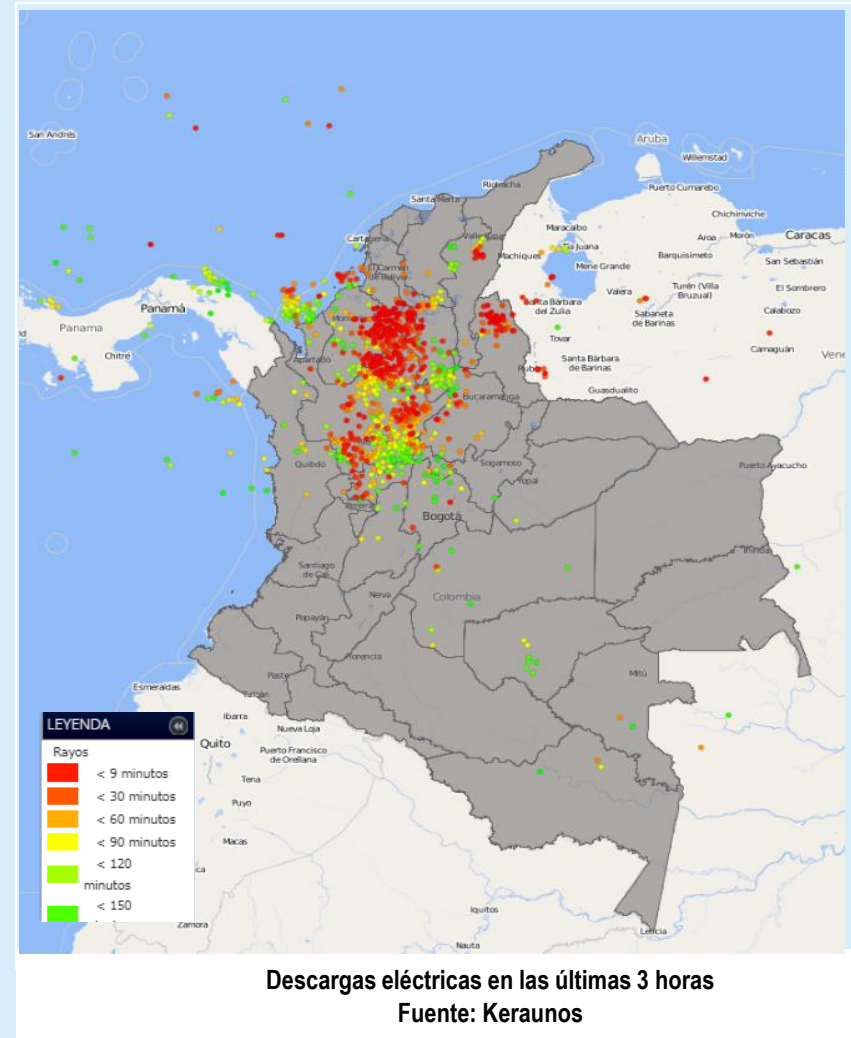 San Andrés
Aruba
Willemstad
Riohacha
Puerto Cumarebo
Santa Marta
Chichiriviche
Maracaibo
Caracas
Cartagena
Valledupar
Aroa
Morón
Tía Juana
Machiques
Barquisimeto
San Sebastián
Mene Grande
El Carmen
de Bolívar
Turén (Villa
Bruzual)
El Sombrero
Valera
Panamá
Santa Bárbara
del Zulia
Sabaneta
de Barinas
Calabozo
Panama
Tovar
Camaguán
Chitré
Apartadó
Santa Bárbara
de Barinas
Vene
Guasdualito
Bucaramanga
Quibdó
Sogamoso
Puerto Ayacucho
Yopal
Pereira
Bogotá
Inírida
Santiago
de Cali
Neiva
Colombia
Popayán
Florencia
Mitú
Pasto
Esmeraldas
Tulcán
Ibarra
Nueva Loja
Quito
Puerto Francisco
de Orellana
Tena
Puyo
Macas
Zamora
Iquitos
Leticia
Nauta
LEYENDA
Rayos
< 9 minutos
< 30 minutos
< 60 minutos
< 90 minutos
< 120
minutos
< 150
Descargas eléctricas en las últimas 3 horas
Fuente: Keraunos